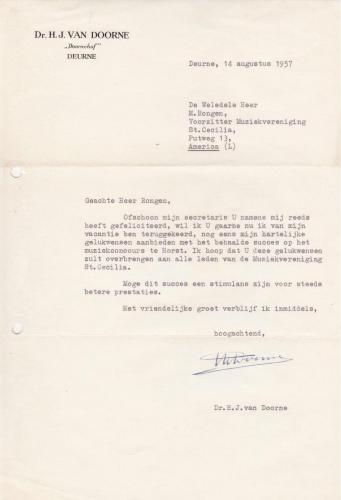 Dr. H. J. VAN DOORNE
„Doornhof"
DEURNE
Deurne, 14 augustus 1957
De Weledele Heer
M.Rongen,
Voorzitter Muziekvereniging
St.Cecilia,
Putweg 13,
America (L)
Geachte Heer Rongen,
Ofschoon mijn secretaris U namens mij reeds
heeft gefeliciteerd, wil ik U gaarne nu ik van mijn
vacantie ben teruggekeerd, nog eens mijn hartelijke
gelukwensen aanbieden met het behaalde succes op het
muziekconcours te Horst. Ik hoop dat U deze gelukwensen
zult overbrengen aan alle leden van de Muziekvereniging
St.Cecilia.
Moge dit succes een stimulans zijn voor steeds
betere prestaties.
Met vriendelijke groet verblijf ik inmiddels,
hoogachtend,
HvDoorne
Dr.H.J.van Doorne